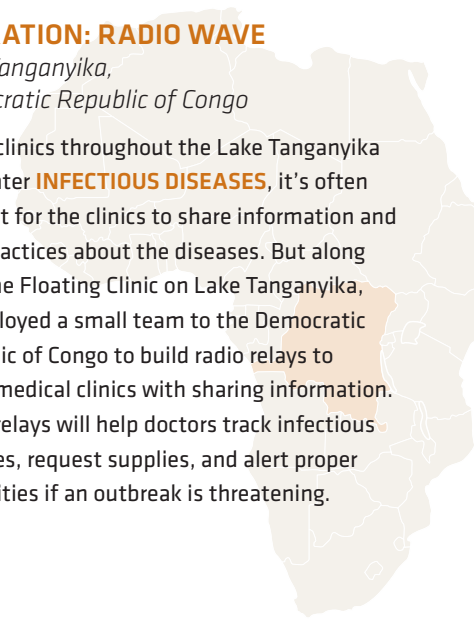 ATION: RADIO WAVE
Tanganyika,
cratic Republic of Congo
clinics throughout the Lake Tanganyika
nter INFECTIOUS DISEASES, it's often
t for the clinics to share information and
actices about the diseases. But along
he Floating Clinic on Lake Tanganyika,
loyed a small team to the Democratic
ic of Congo to build radio relays to
medical clinics with sharing information.
relays will help doctors track infectious
es, request supplies, and alert proper
ities if an outbreak is threatening.